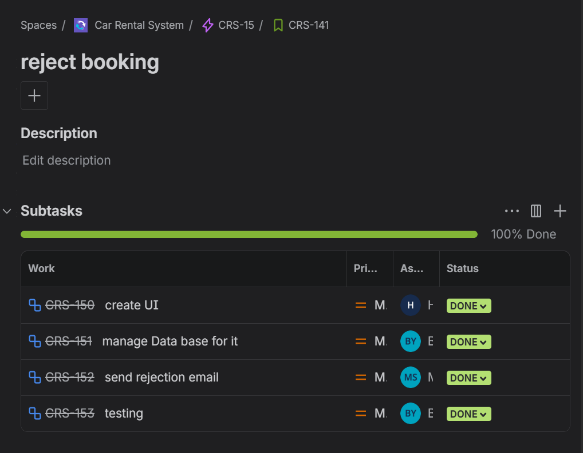 Spaces / Car Rental System / CRS-15 / CRS-141
reject booking
Description
Edit description
Subtasks
100% Done
Work Pri... As... Status
CRS-150 create UI M H H DONE
CRS-151 manage Data base for it M BY E DONE
CRS-152 send rejection email M MS M DONE
CRS-153 testing M BY E DONE